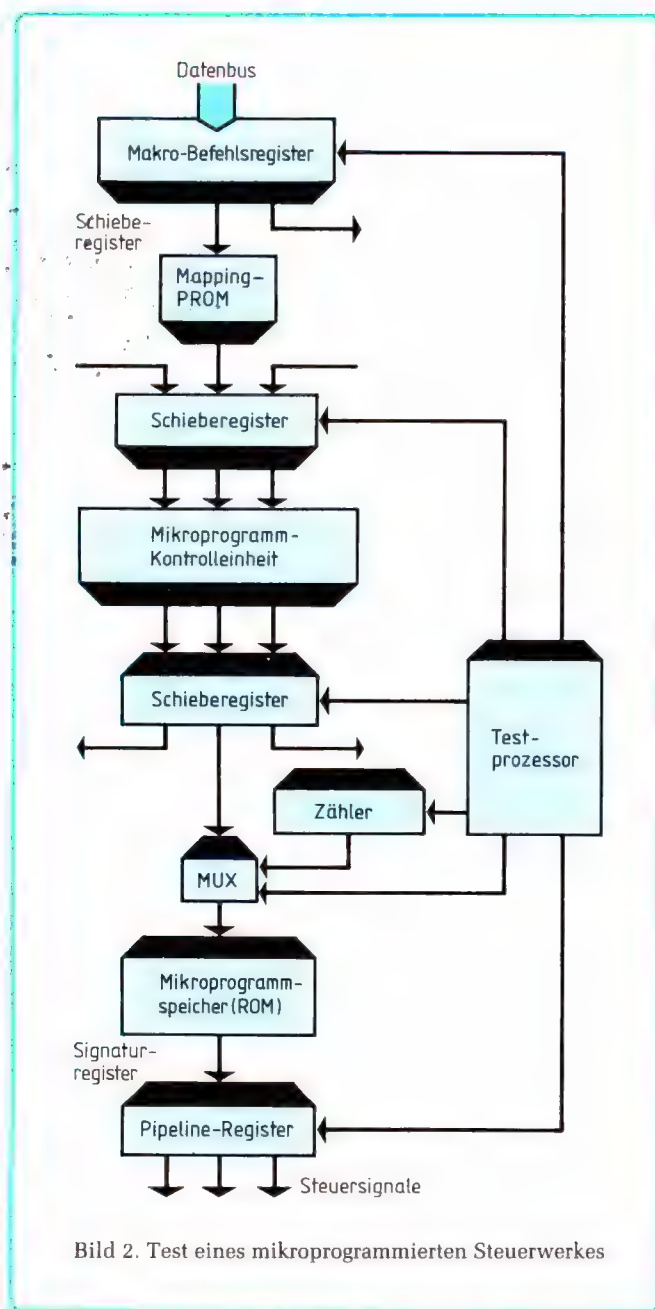 Datenbus
Makro-Befehlsregister
Schiebe-
register
Mapping-
PROM
Schieberegister
Mikroprogramm-
Kontrolleinheit
Schieberegister
Test-
prozessor
Zähler
MUX
Mikroprogramm-
speicher (ROM)
Signatur-
register
Pipeline-Register
Steuersignale
Bild 2. Test eines mikroprogrammierten Steuerwerkes